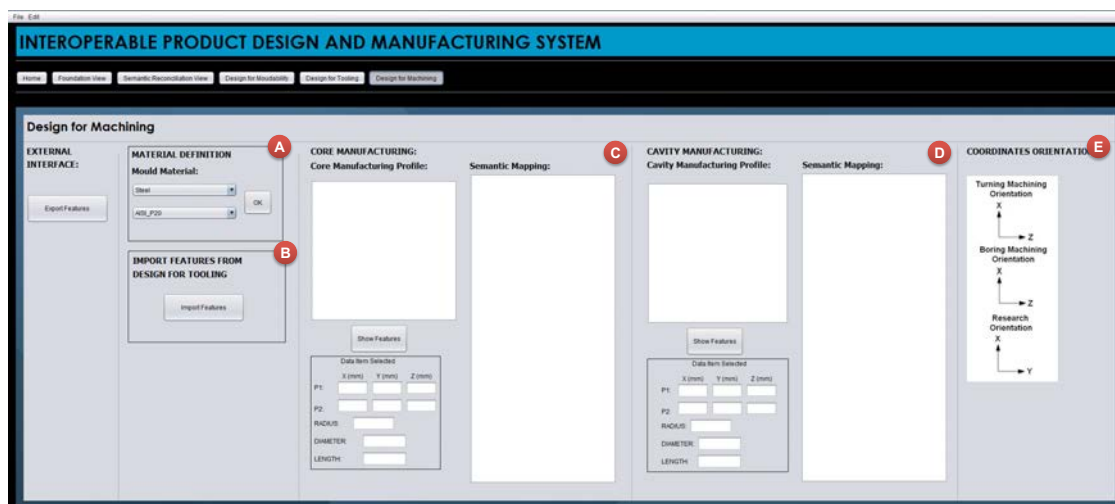 File Edit
INTEROPERABLE PRODUCT DESIGN AND MANUFACTURING SYSTEM
Home Foundation View Semantic Reconciliation View Design for Mouldability Design for Tooling Design for Machining
Design for Machining
EXTERNAL
INTERFACE:
Export Features
A
MATERIAL DEFINITION
Mould Material:
Steel
AISI_P20
OK
B
IMPORT FEATURES FROM
DESIGN FOR TOOLING
Import Features
C
CORE MANUFACTURING:
Core Manufacturing Profile:
Semantic Mapping:
Show Features
Data Item Selected
X (mm) Y (mm) Z (mm)
P1:
P2:
RADIUS:
DIAMETER:
LENGTH:
D
CAVITY MANUFACTURING:
Cavity Manufacturing Profile:
Semantic Mapping:
Show Features
Data Item Selected
X (mm) Y (mm) Z (mm)
P1:
P2:
RADIUS:
DIAMETER:
LENGTH:
E
COORDINATES ORIENTATION
Turning Machining
Orientation
X
Z
Boring Machining
Orientation
X
Z
Research
Orientation
X
Y